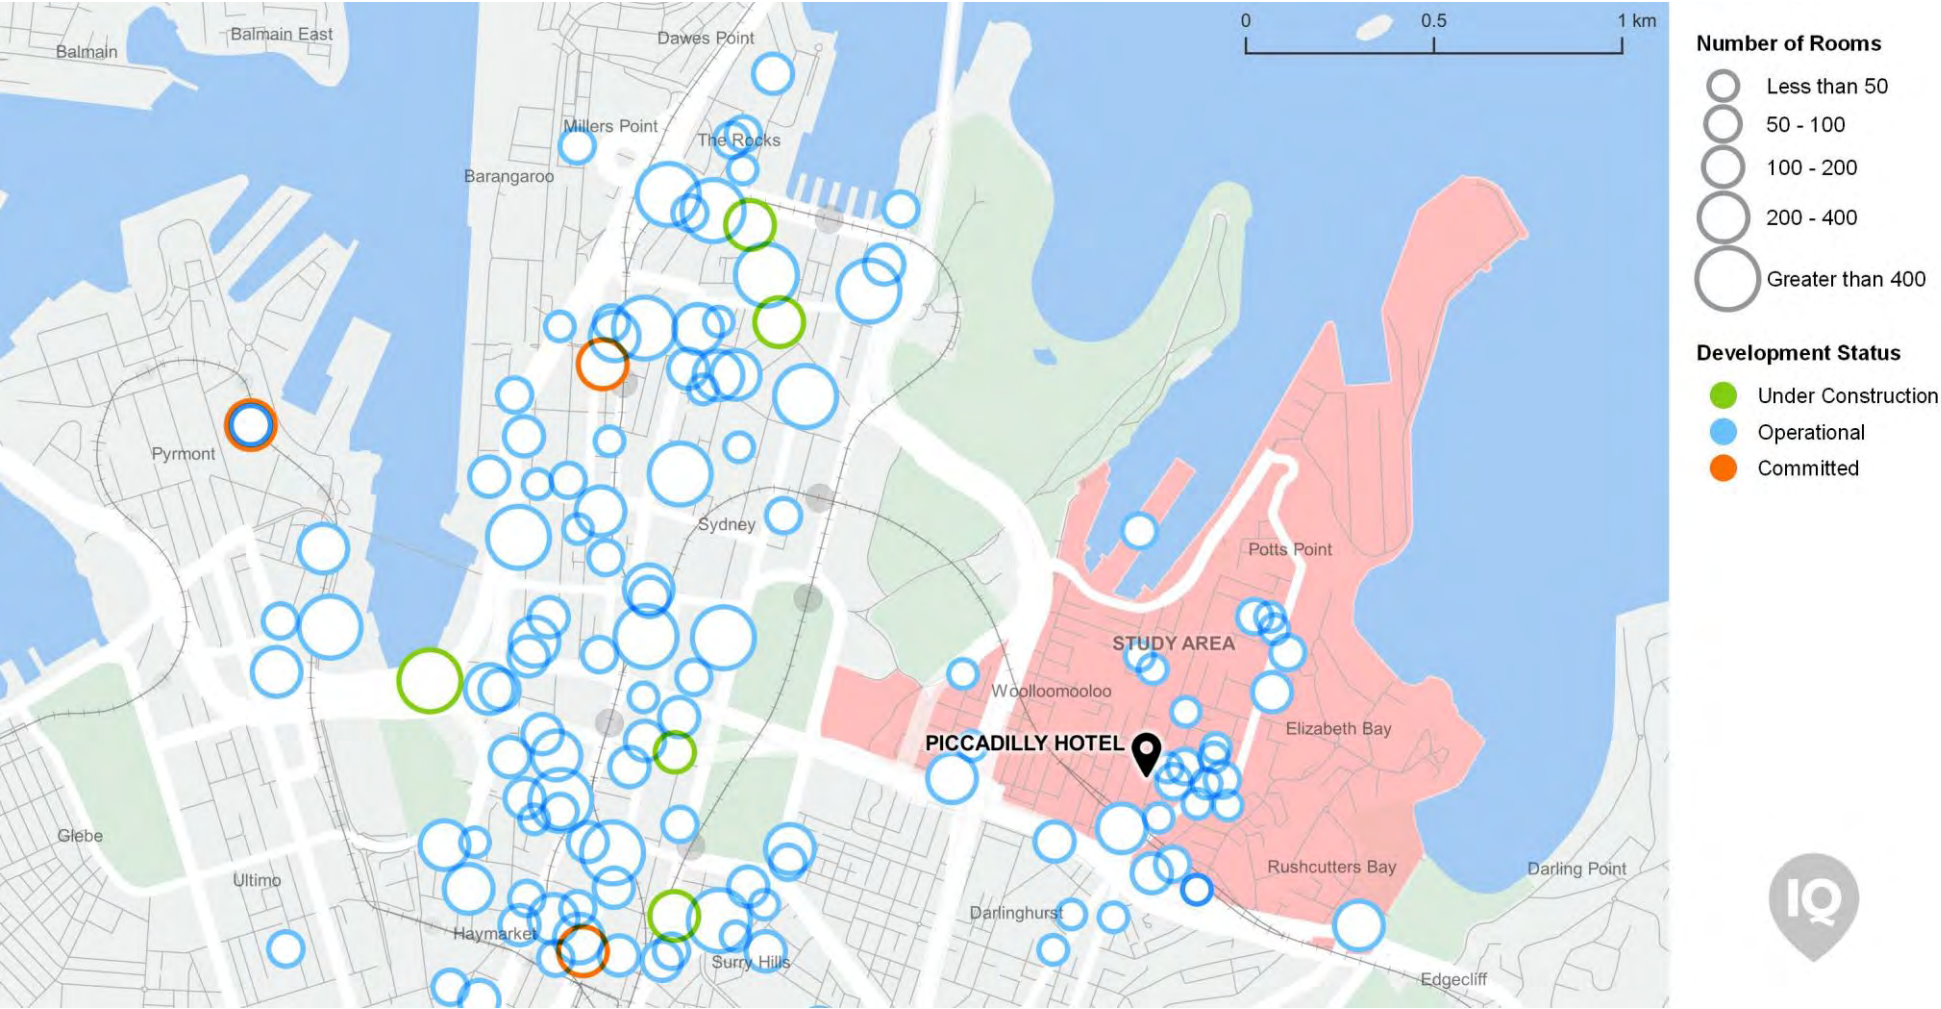 Balmain East
Balmain
Dawes Point
0 0.5 1 km
Millers Point
The Rocks
Barangaroo
Pyrmont
Sydney
Potts Point
STUDY AREA
Woolloomooloo
Elizabeth Bay
PICCADILLY HOTEL
Glebe
Ultimo
Rushcutters Bay
Darling Point
Darlinghurst
Haymarket
Surry Hills
Edgecliff
Number of Rooms
Less than 50
50 - 100
100 - 200
200 - 400
Greater than 400
Development Status
Under Construction
Operational
Committed
IQ